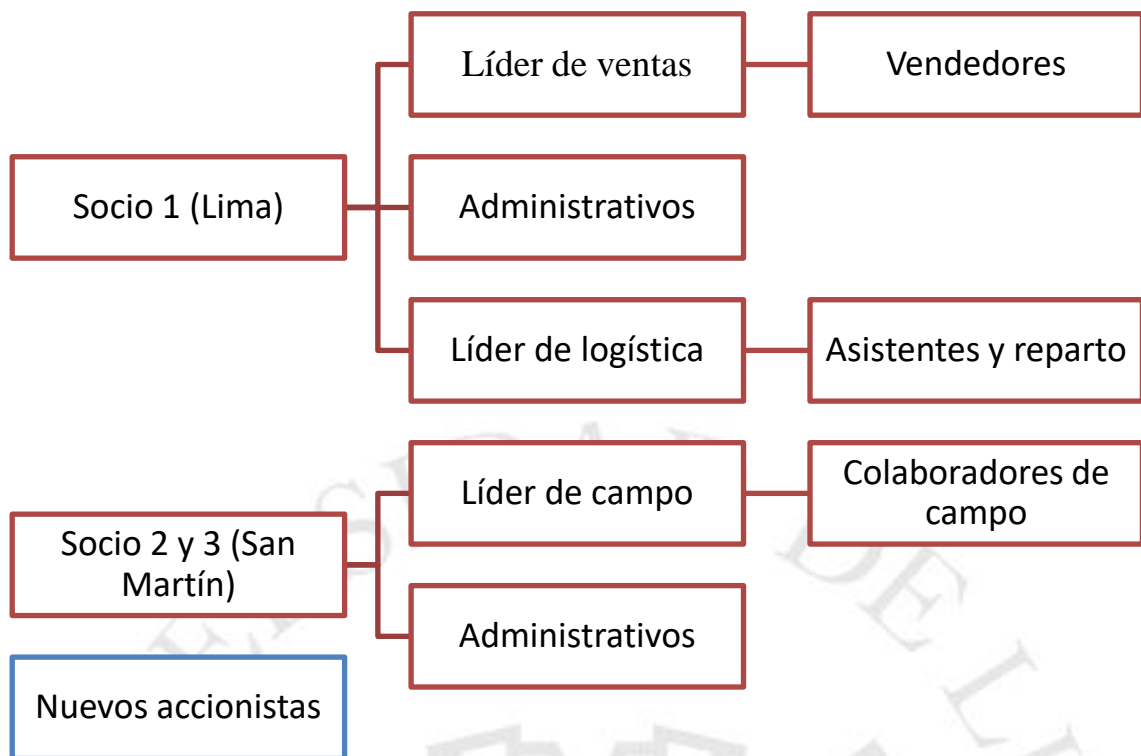 Líder de ventas
Vendedores
Socio 1 (Lima)
Administrativos
Líder de logística
Asistentes y reparto
Socio 2 y 3 (San
Martín)
Líder de campo
Colaboradores de
campo
Administrativos
Nuevos accionistas